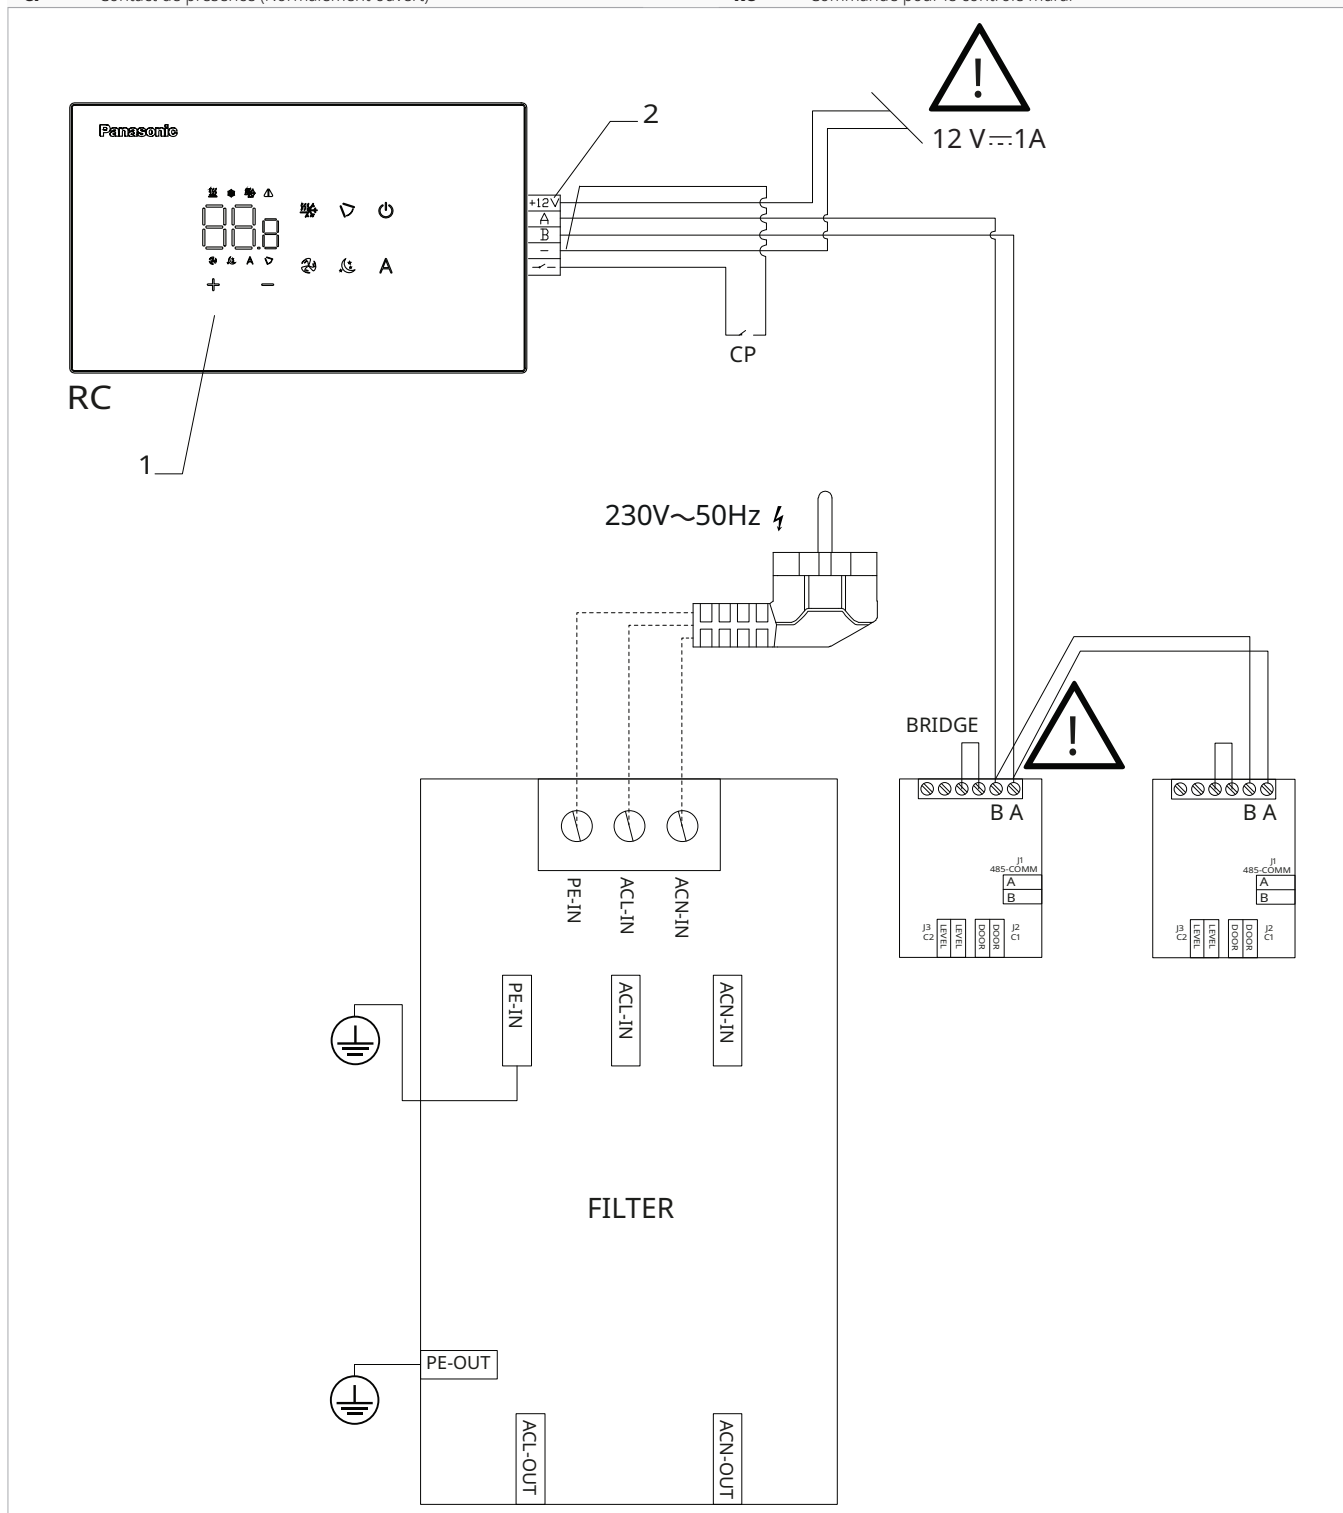 Panasonic
2
12 V 1A
+12V
A
B
–
88.8
A
+ −
A
CP
RC
1
230V~50Hz
BRIDGE
B A
B A
J1
485-COMM
A
B
J1
485-COMM
A
B
J3
C2
LEVEL
LEVEL
DOOR
DOOR
J2
C1
J3
C2
LEVEL
LEVEL
DOOR
DOOR
J2
C1
PE-IN
ACL-IN
ACN-IN
PE-IN
ACL-IN
ACN-IN
FILTER
PE-OUT
ACL-OUT
ACN-OUT